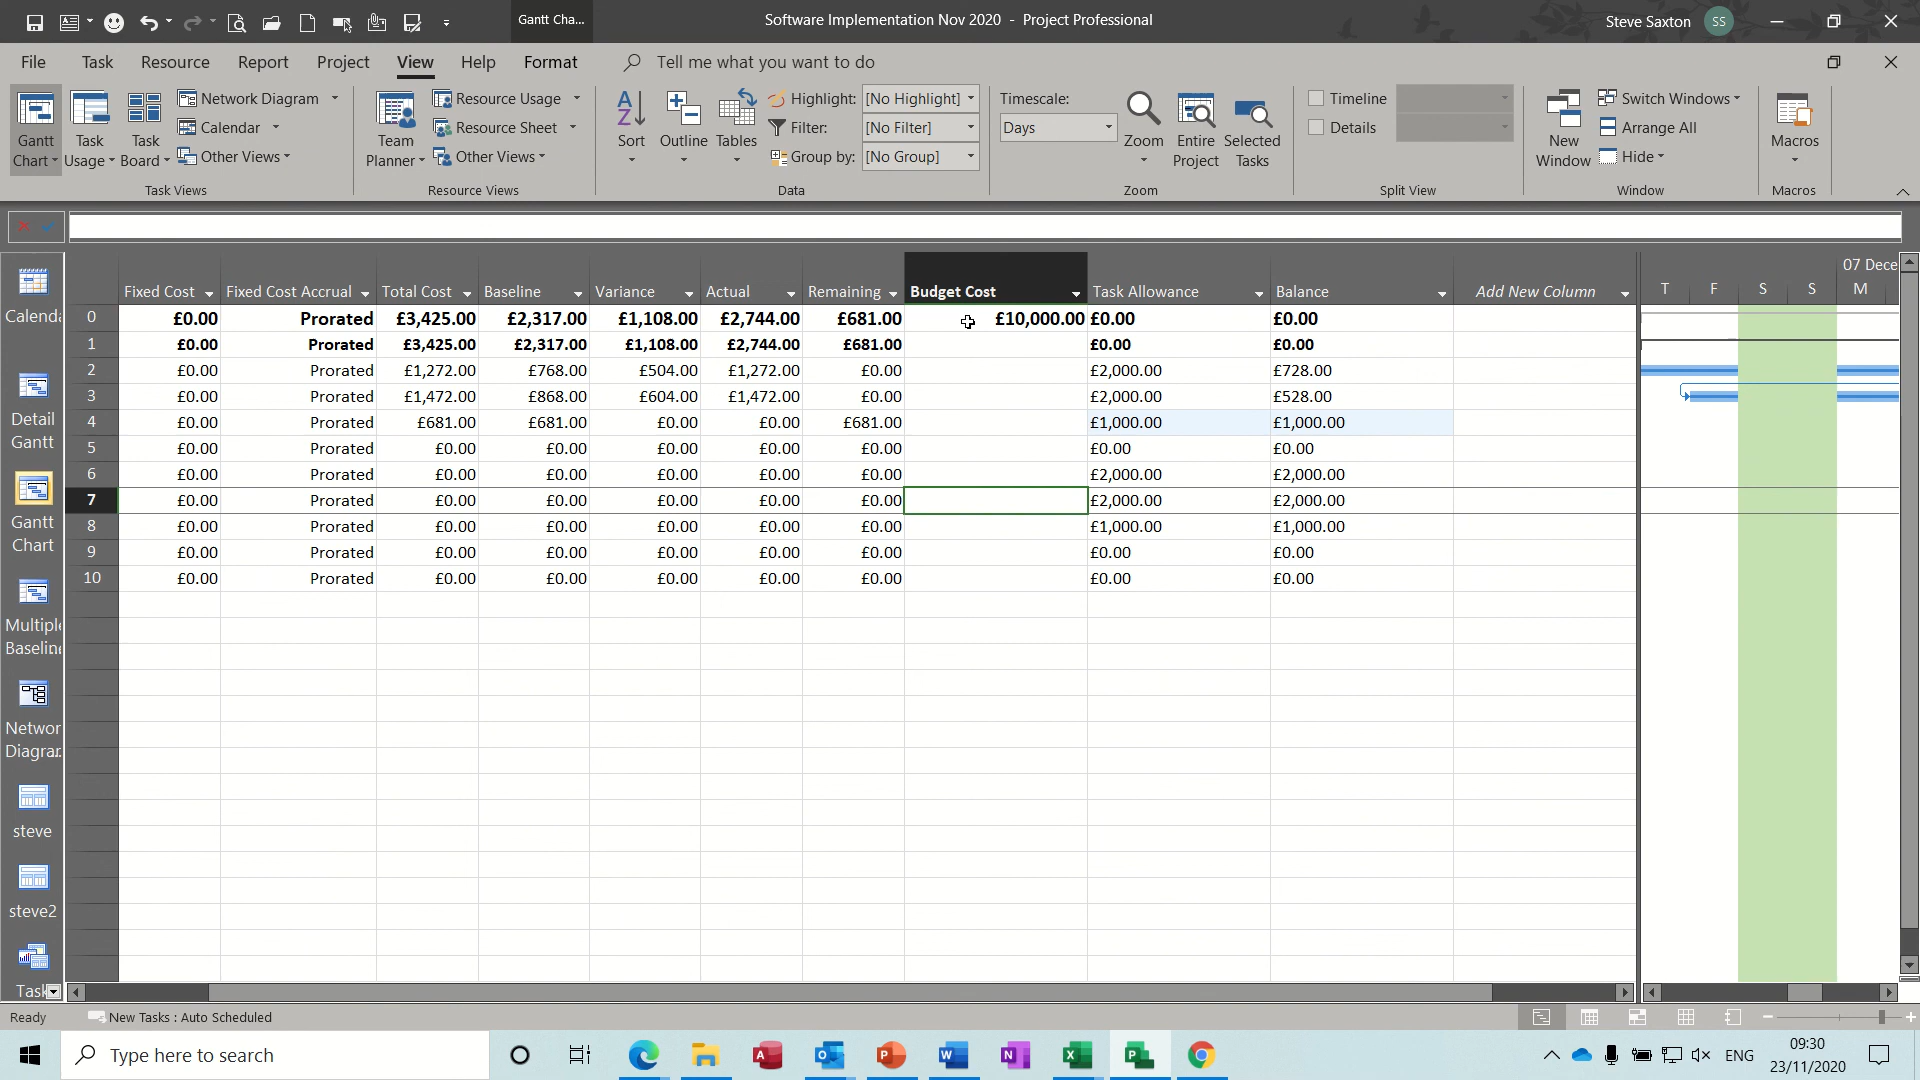 Gantt Cha...
Software Implementation Nov 2020 - Project Professional
Steve Saxton
SS
File Task Resource Report Project View Help Format Tell me what you want to do
Gantt Chart
Task Usage
Task Board
Network Diagram
Calendar
Other Views
Task Views
Team Planner
Resource Usage
Resource Sheet
Other Views
Resource Views
Sort
Outline
Tables
Highlight: [No Highlight]
Filter: [No Filter]
Group by: [No Group]
Data
Timescale:
Days
Zoom
Entire Project
Selected Tasks
Zoom
Timeline
Details
Split View
New Window
Switch Windows
Arrange All
Hide
Window
Macros
Macros
Calenda
Detail Gantt
Gantt Chart
Multipl Baselin
Networ Diagra
steve
steve2
Task
Fixed Cost Fixed Cost Accrual Total Cost Baseline Variance Actual Remaining Budget Cost Task Allowance Balance Add New Column
07 Dece
T F S S M
0 £0.00 Prorated £3,425.00 £2,317.00 £1,108.00 £2,744.00 £681.00 £10,000.00 £0.00 £0.00
1 £0.00 Prorated £3,425.00 £2,317.00 £1,108.00 £2,744.00 £681.00 £0.00 £0.00
2 £0.00 Prorated £1,272.00 £768.00 £504.00 £1,272.00 £0.00 £2,000.00 £728.00
3 £0.00 Prorated £1,472.00 £868.00 £604.00 £1,472.00 £0.00 £2,000.00 £528.00
4 £0.00 Prorated £681.00 £681.00 £0.00 £0.00 £681.00 £1,000.00 £1,000.00
5 £0.00 Prorated £0.00 £0.00 £0.00 £0.00 £0.00 £0.00 £0.00
6 £0.00 Prorated £0.00 £0.00 £0.00 £0.00 £0.00 £2,000.00 £2,000.00
7 £0.00 Prorated £0.00 £0.00 £0.00 £0.00 £0.00 £2,000.00 £2,000.00
8 £0.00 Prorated £0.00 £0.00 £0.00 £0.00 £0.00 £1,000.00 £1,000.00
9 £0.00 Prorated £0.00 £0.00 £0.00 £0.00 £0.00 £0.00 £0.00
10 £0.00 Prorated £0.00 £0.00 £0.00 £0.00 £0.00 £0.00 £0.00
Ready New Tasks : Auto Scheduled
Type here to search
ENG
09:30
23/11/2020